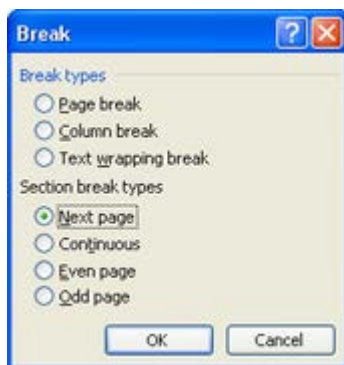 Break
Break types
Page break
Column break
Text wrapping break
Section break types
Next page
Continuous
Even page
Odd page
OK Cancel